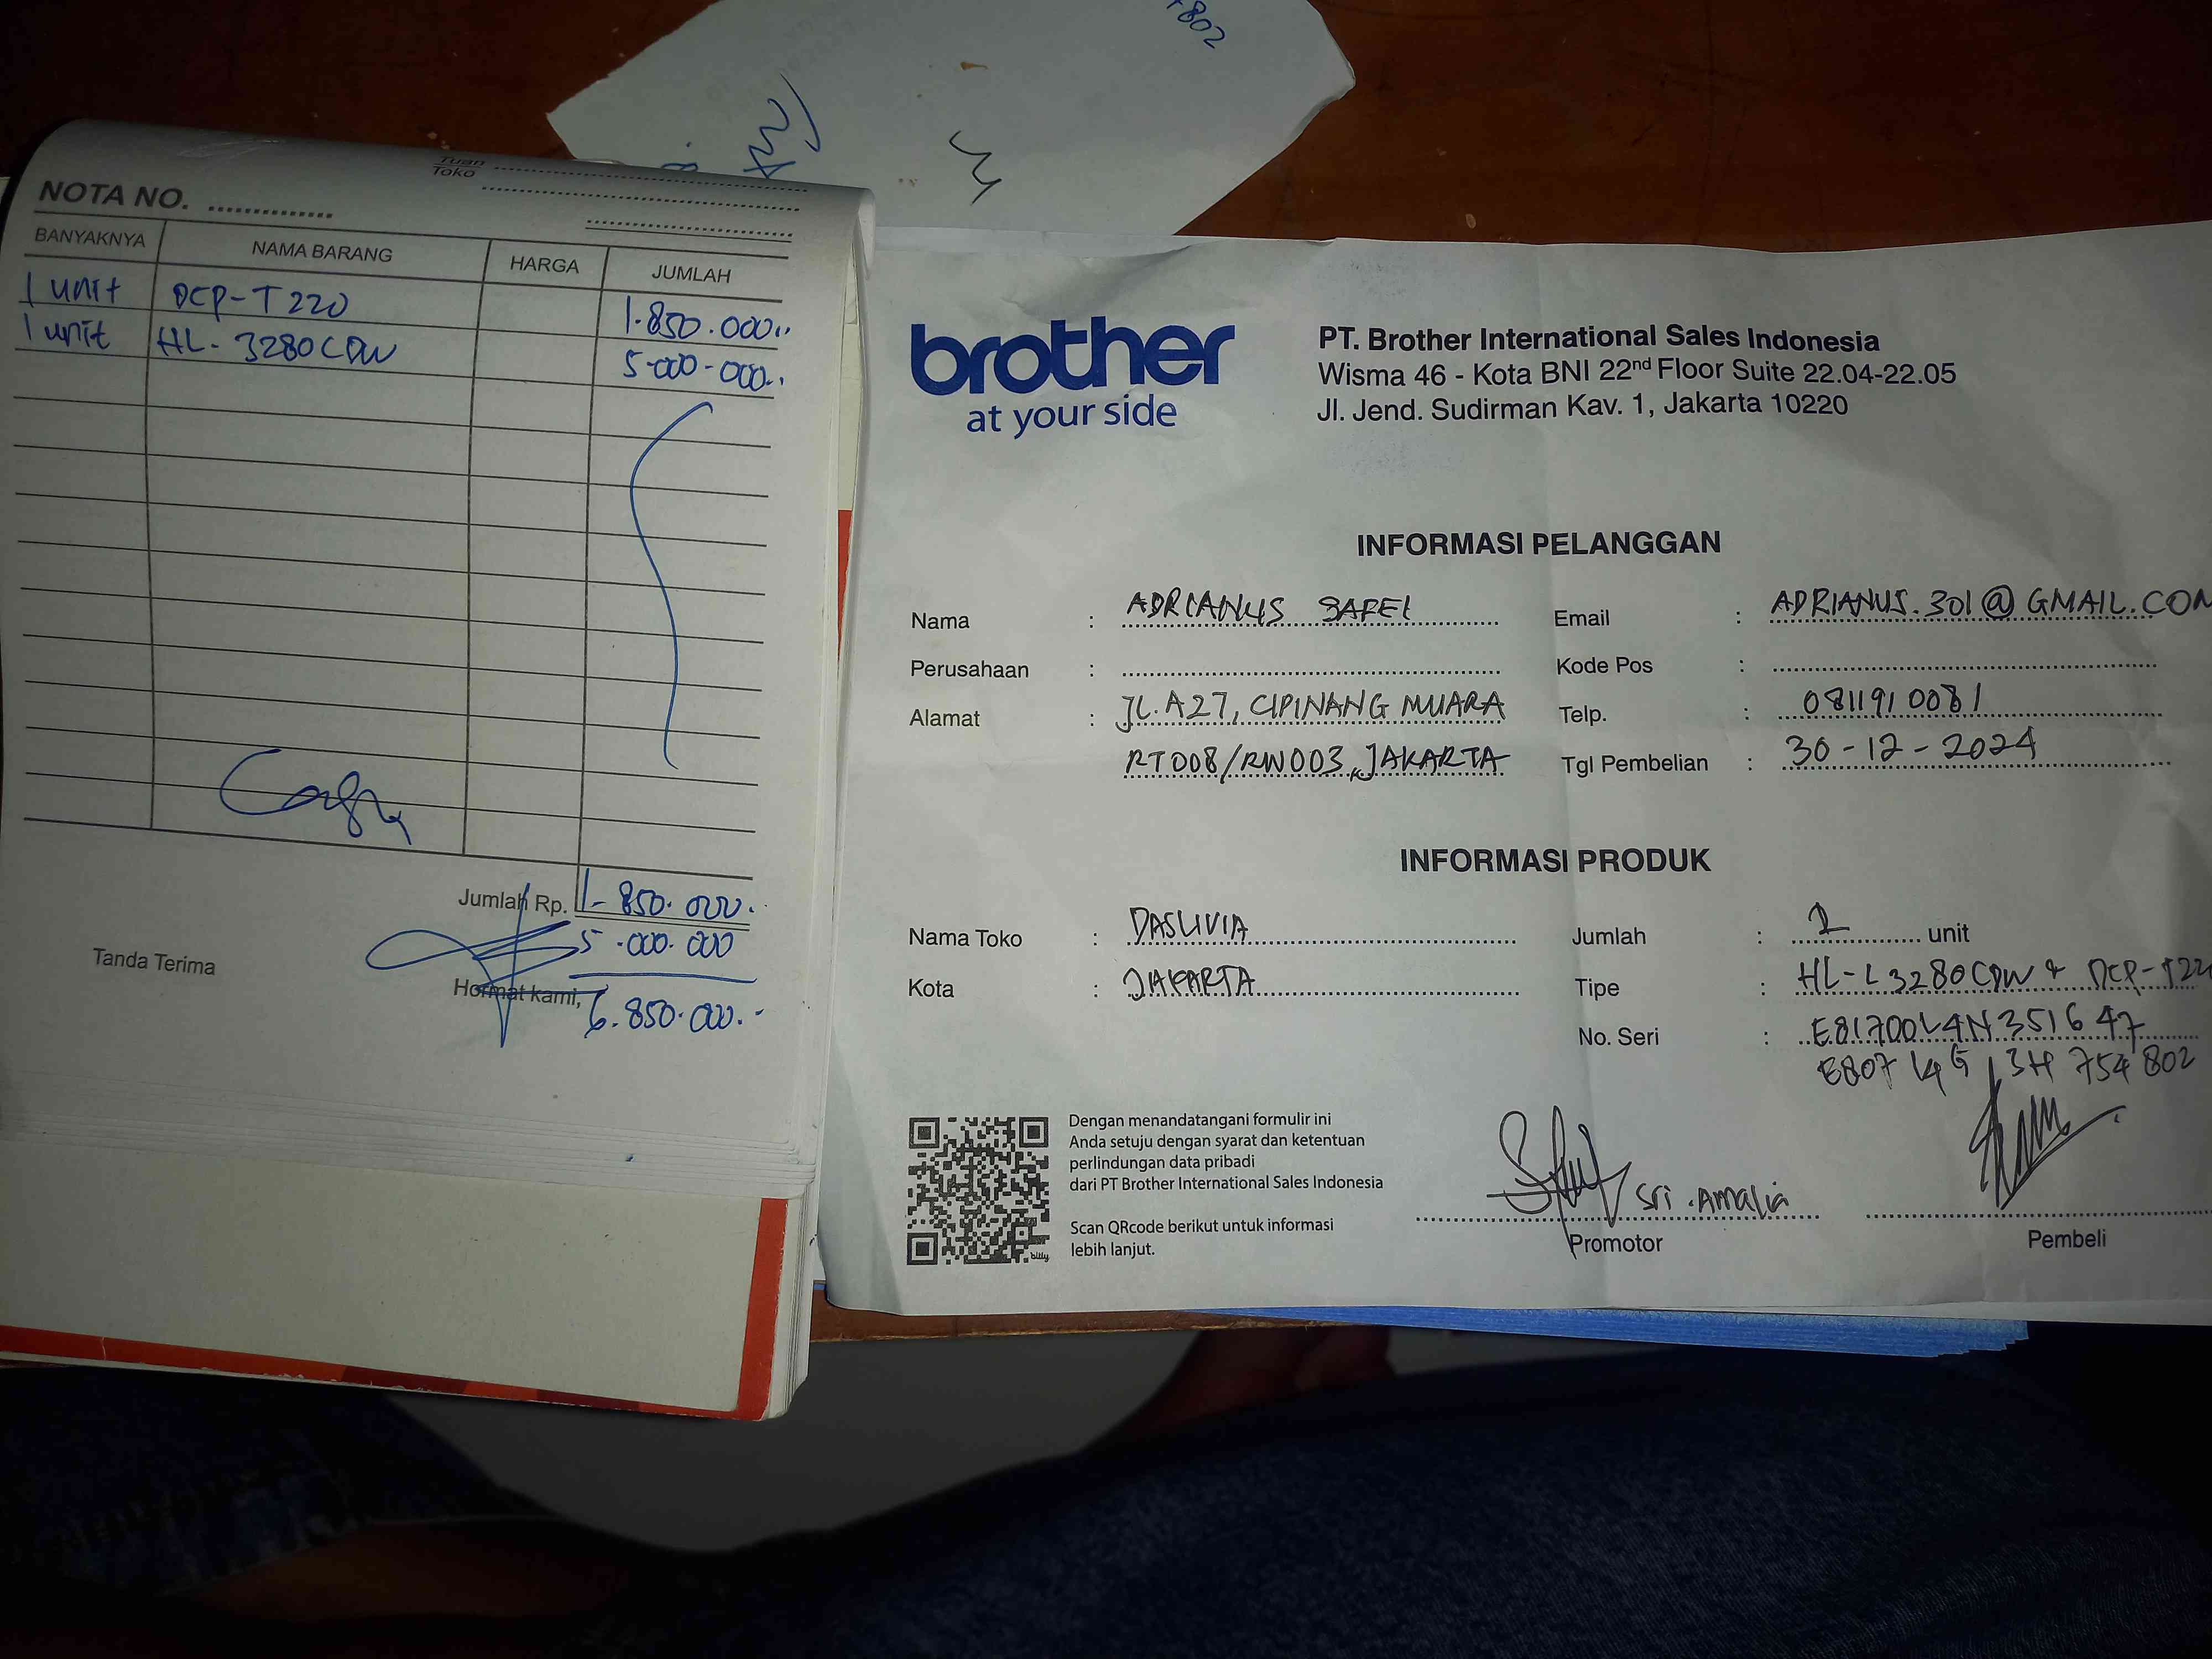 802
Tuan
Toko
NOTA NO. ..............
BANYAKNYA NAMA BARANG HARGA JUMLAH
1 unit DCP-T220 1.850.000..
1 unit HL-3280CDW 5.000.000..
Jumlah Rp. 1.850.000.
5.000.000
Tanda Terima Hormat kami,
6.850.000.-
brother
at your side
PT. Brother International Sales Indonesia
Wisma 46 - Kota BNI 22nd Floor Suite 22.04-22.05
Jl. Jend. Sudirman Kav. 1, Jakarta 10220
INFORMASI PELANGGAN
Nama : ADRIANUS Email : ADRIANUS.301@GMAIL.COM
Perusahaan : Kode Pos :
Alamat : JL. A27, CIPINANG MUARA Telp. : 0811910081
RT008/RW003, JAKARTA Tgl Pembelian : 30-12-2024
INFORMASI PRODUK
Nama Toko : DASLIVIA Jumlah : 2 unit
Kota : JAKARTA Tipe : HL-L3280CDW & DCP-T22
No. Seri : E81700L4N351647
754802
Dengan menandatangani formulir ini
Anda setuju dengan syarat dan ketentuan
perlindungan data pribadi
dari PT Brother International Sales Indonesia
Scan QRcode berikut untuk informasi
lebih lanjut.
bitly
Sri Amalia
Promotor Pembeli